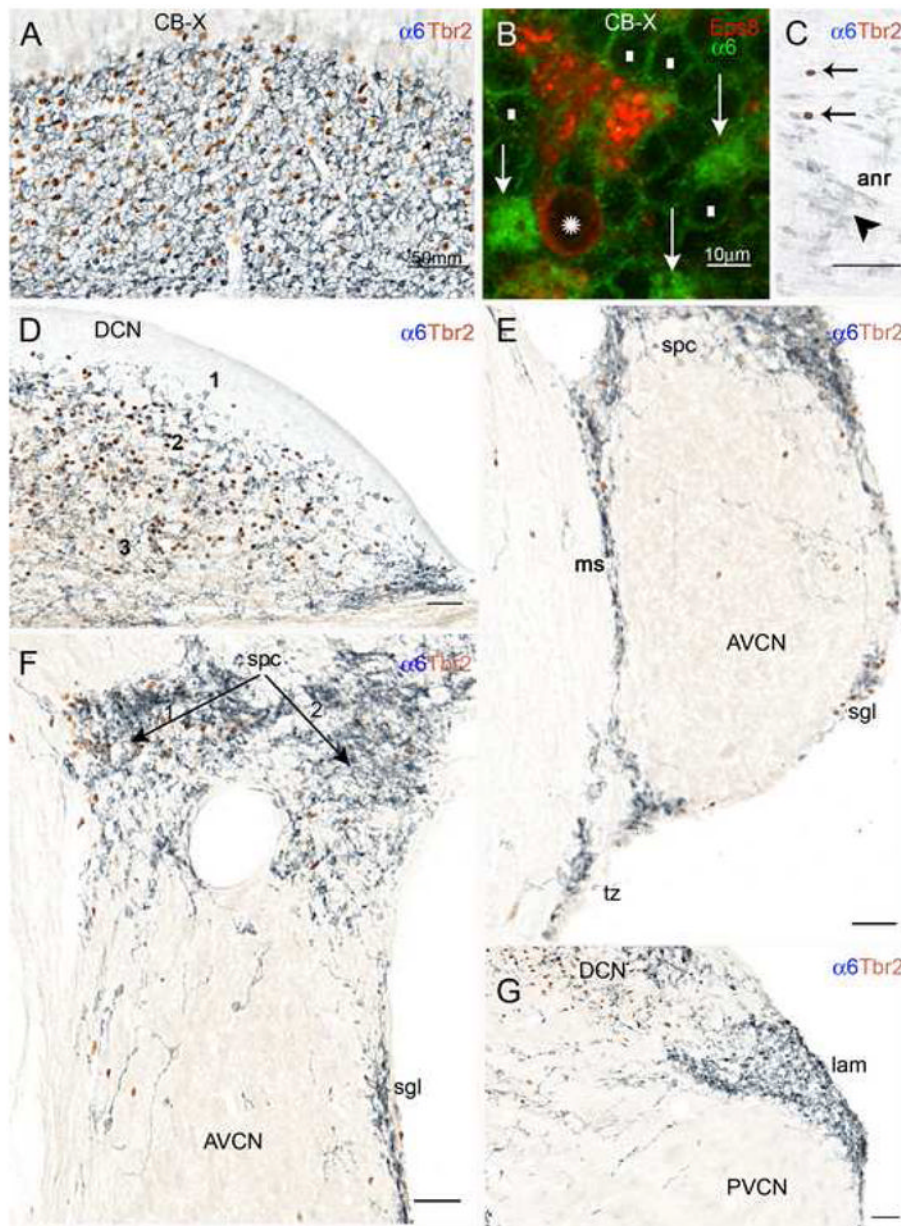 A CB-X α6Tbr2
50mm
B CB-X Eps8
α6
10µm
C α6Tbr2
anr
D DCN α6Tbr2
1
2
3
E α6Tbr2
spc
ms
AVCN
sgl
tz
F spc α6Tbr2
1 2
sgl
AVCN
G DCN α6Tbr2
lam
PVCN